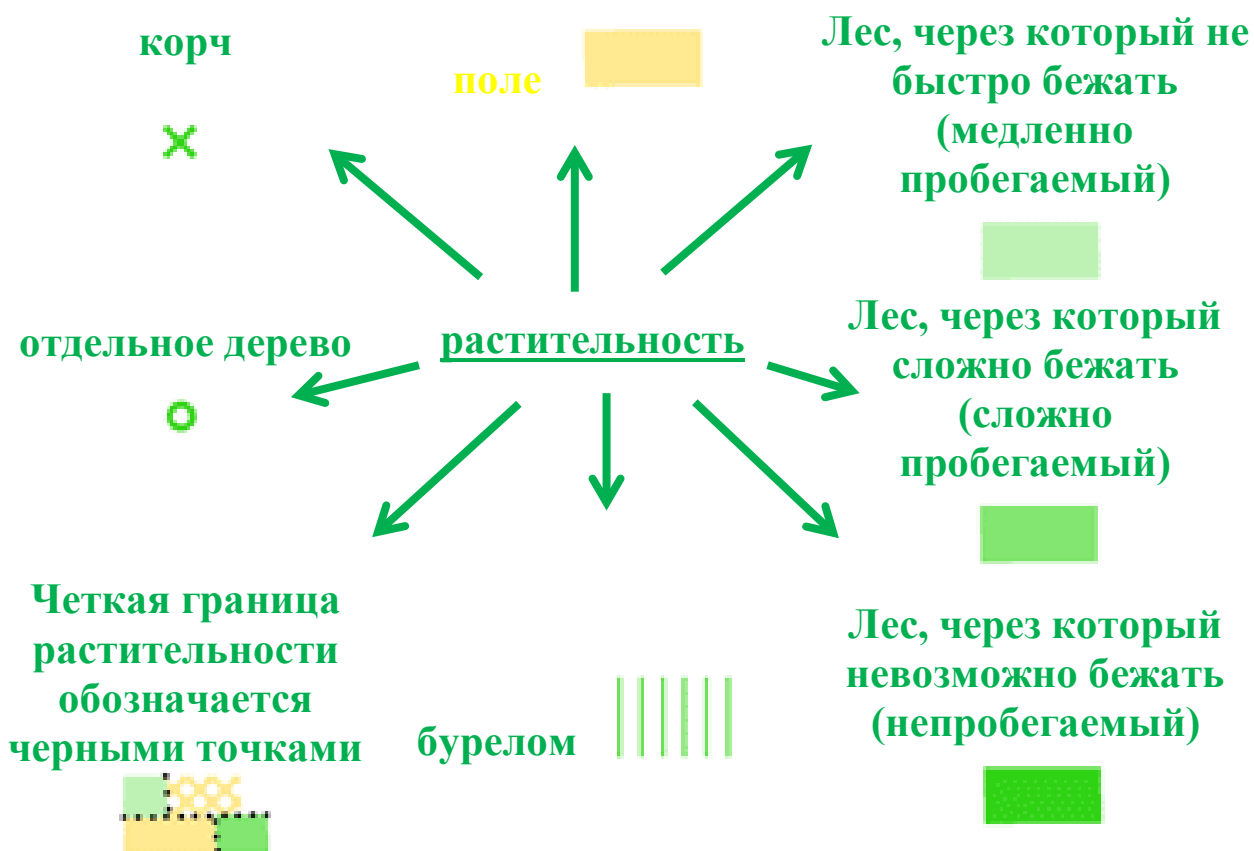 корч
поле
Лес, через который не
быстро бежать
(медленно
пробегаемый)
отдельное дерево
растительность
Лес, через который
сложно бежать
(сложно
пробегаемый)
Четкая граница
растительности
обозначается
черными точками
бурелом
Лес, через который
невозможно бежать
(непробегаемый)